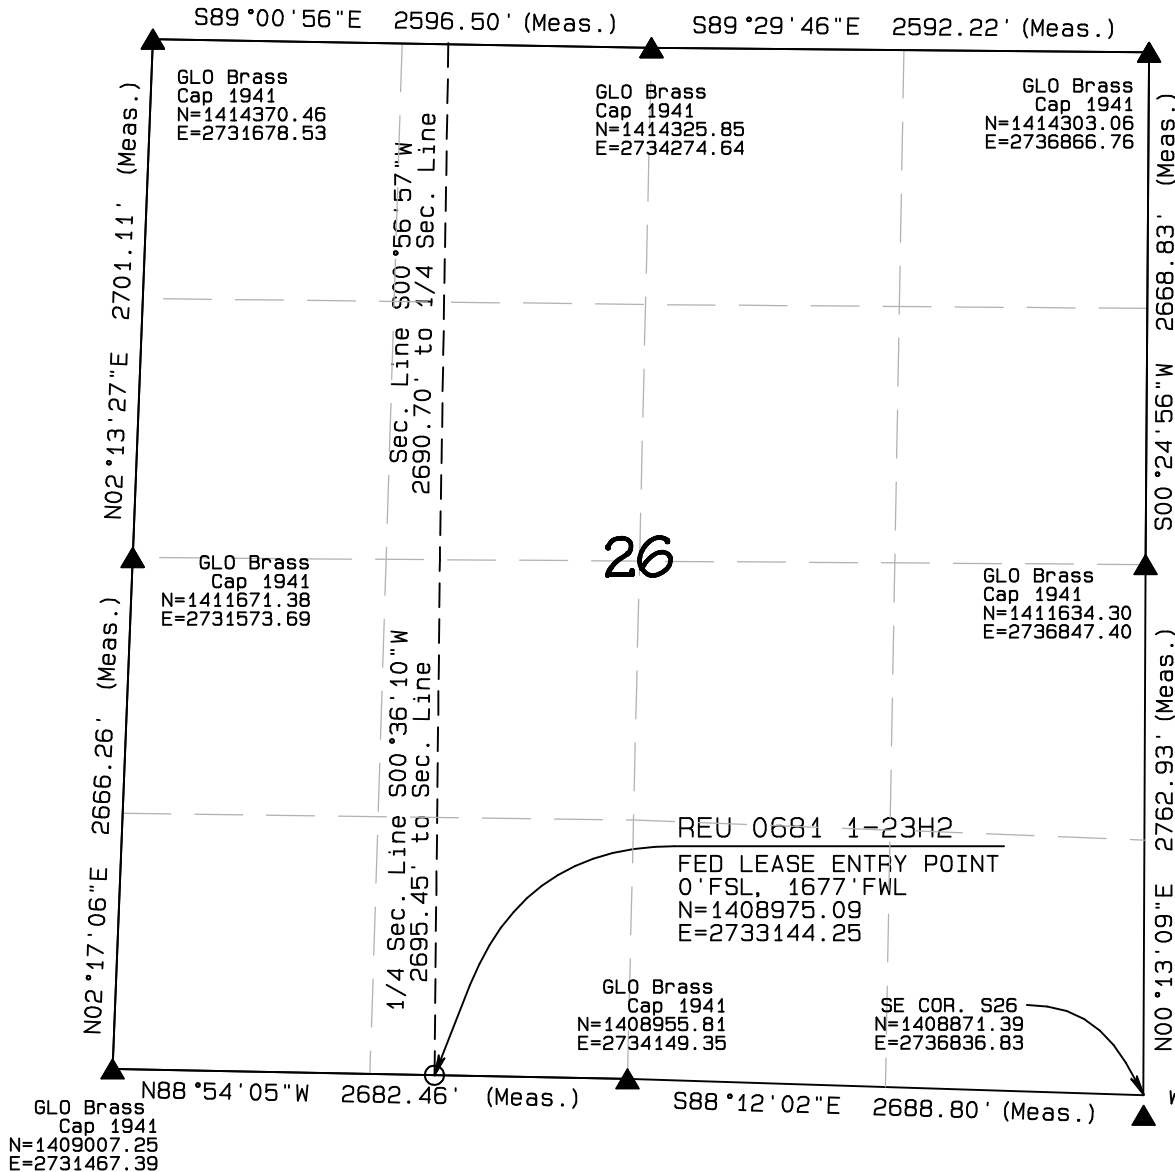 S89°00'56"E 2596.50' (Meas.)
S89°29'46"E 2592.22' (Meas.)
GLO Brass
Cap 1941
N=1414370.46
E=2731678.53
GLO Brass
Cap 1941
N=1414325.85
E=2734274.64
GLO Brass
Cap 1941
N=1414303.06
E=2736866.76
N02°13'27"E 2701.11' (Meas.)
Sec. Line S00°56'57"W
2690.70' to 1/4 Sec. Line
S00°24'56"W 2668.83' (Meas.)
26
GLO Brass
Cap 1941
N=1411671.38
E=2731573.69
GLO Brass
Cap 1941
N=1411634.30
E=2736847.40
N02°17'06"E 2666.26' (Meas.)
1/4 Sec. Line S00°36'10"W
2695.45' to Sec. Line
N00°13'09"E 2762.93' (Meas.)
REU 0681 1-23H2
FED LEASE ENTRY POINT
0'FSL, 1677'FWL
N=1408975.09
E=2733144.25
GLO Brass
Cap 1941
N=1408955.81
E=2734149.35
SE COR. S26
N=1408871.39
E=2736836.83
N88°54'05"W 2682.46' (Meas.)
S88°12'02"E 2688.80' (Meas.)
GLO Brass
Cap 1941
N=1409007.25
E=2731467.39